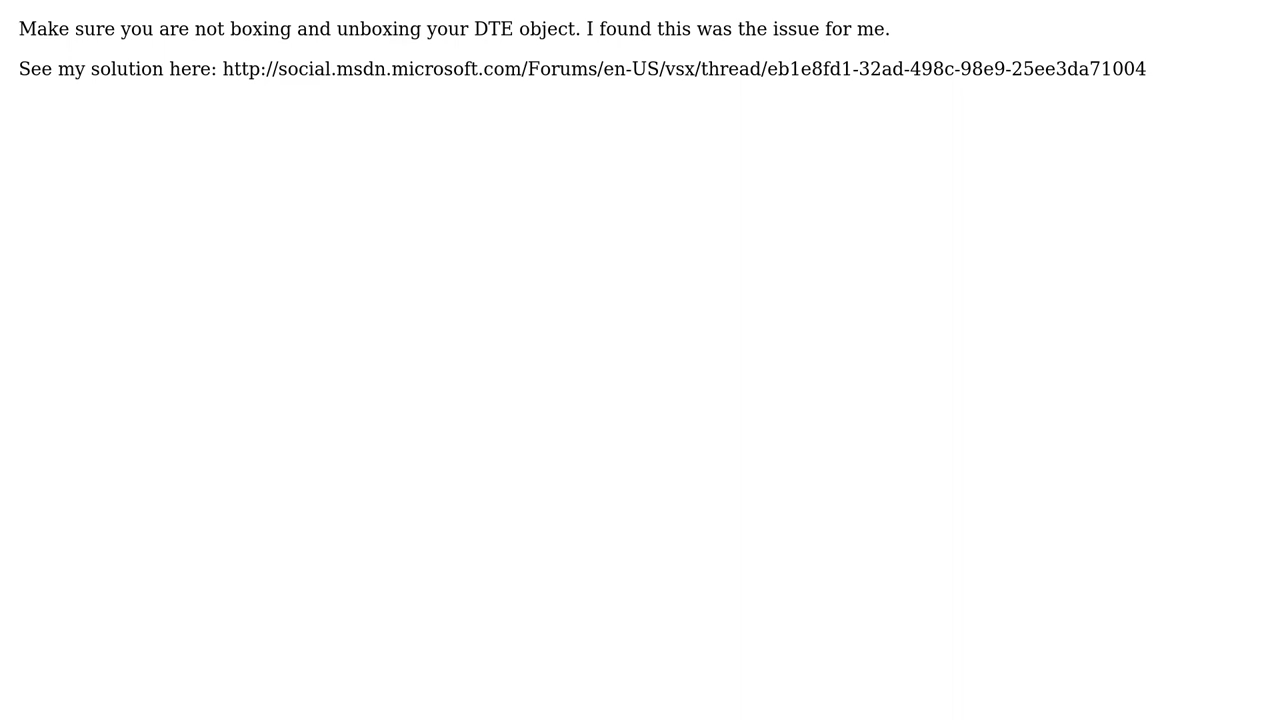 Make sure you are not boxing and unboxing your DTE object. I found this was the issue for me.
See my solution here: http://social.msdn.microsoft.com/Forums/en-US/vsx/thread/eb1e8fd1-32ad-498c-98e9-25ee3da71004